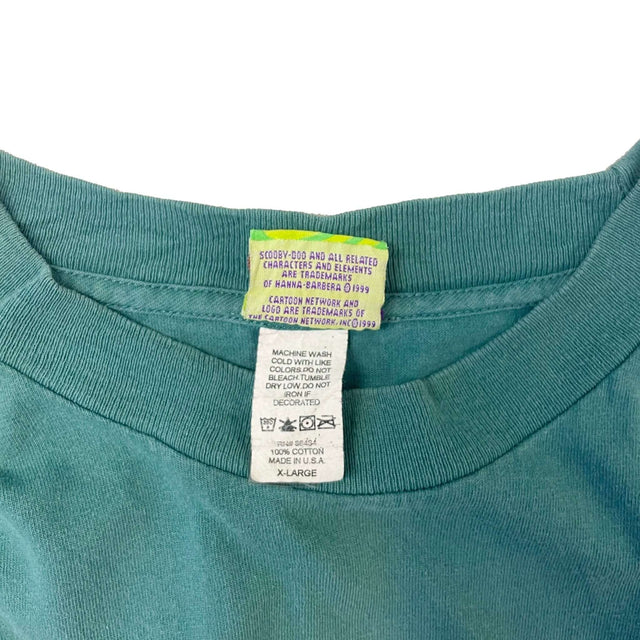 SCOOBY-DOO AND ALL RELATED
CHARACTERS AND ELEMENTS
ARE TRADEMARKS
OF HANNA-BARBERA ©1999
CARTOON NETWORK AND
LOGO ARE TRADEMARKS OF
THE CARTOON NETWORK, INC©1999
MACHINE WASH
COLD WITH LIKE
COLORS.DO NOT
BLEACH.TUMBLE
DRY LOW.DO NOT
IRON IF
DECORATED
100% COTTON
MADE IN U.S.A.
X-LARGE